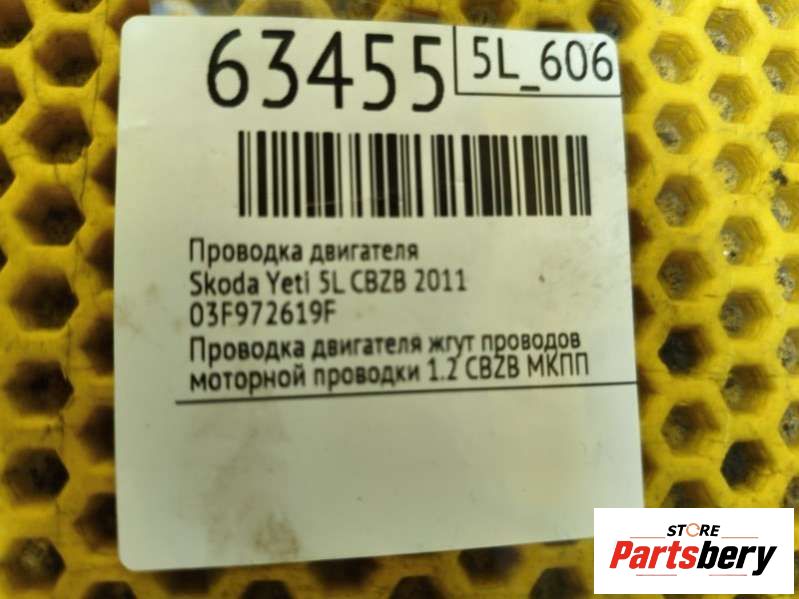 63455
5L_606
Проводка двигателя
Skoda Yeti 5L CBZB 2011
03F972619F
Проводка двигателя жгут проводов
моторной проводки 1.2 CBZB МКПП
STORE
Partsbery